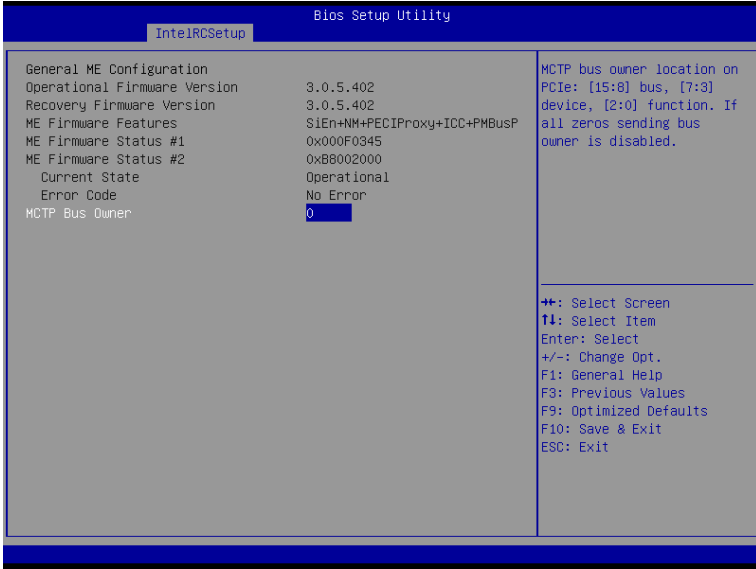 Bios Setup Utility
IntelRCSetup
General ME Configuration
Operational Firmware Version 3.0.5.402
Recovery Firmware Version 3.0.5.402
ME Firmware Features SiEn+NM+PECIProxy+ICC+PMBusP
ME Firmware Status #1 0x000F0345
ME Firmware Status #2 0xB8002000
Current State Operational
Error Code No Error
MCTP Bus Owner 0
MCTP bus owner location on
PCIe: [15:8] bus, [7:3]
device, [2:0] function. If
all zeros sending bus
owner is disabled.
→←: Select Screen
↑↓: Select Item
Enter: Select
+/-: Change Opt.
F1: General Help
F3: Previous Values
F9: Optimized Defaults
F10: Save & Exit
ESC: Exit